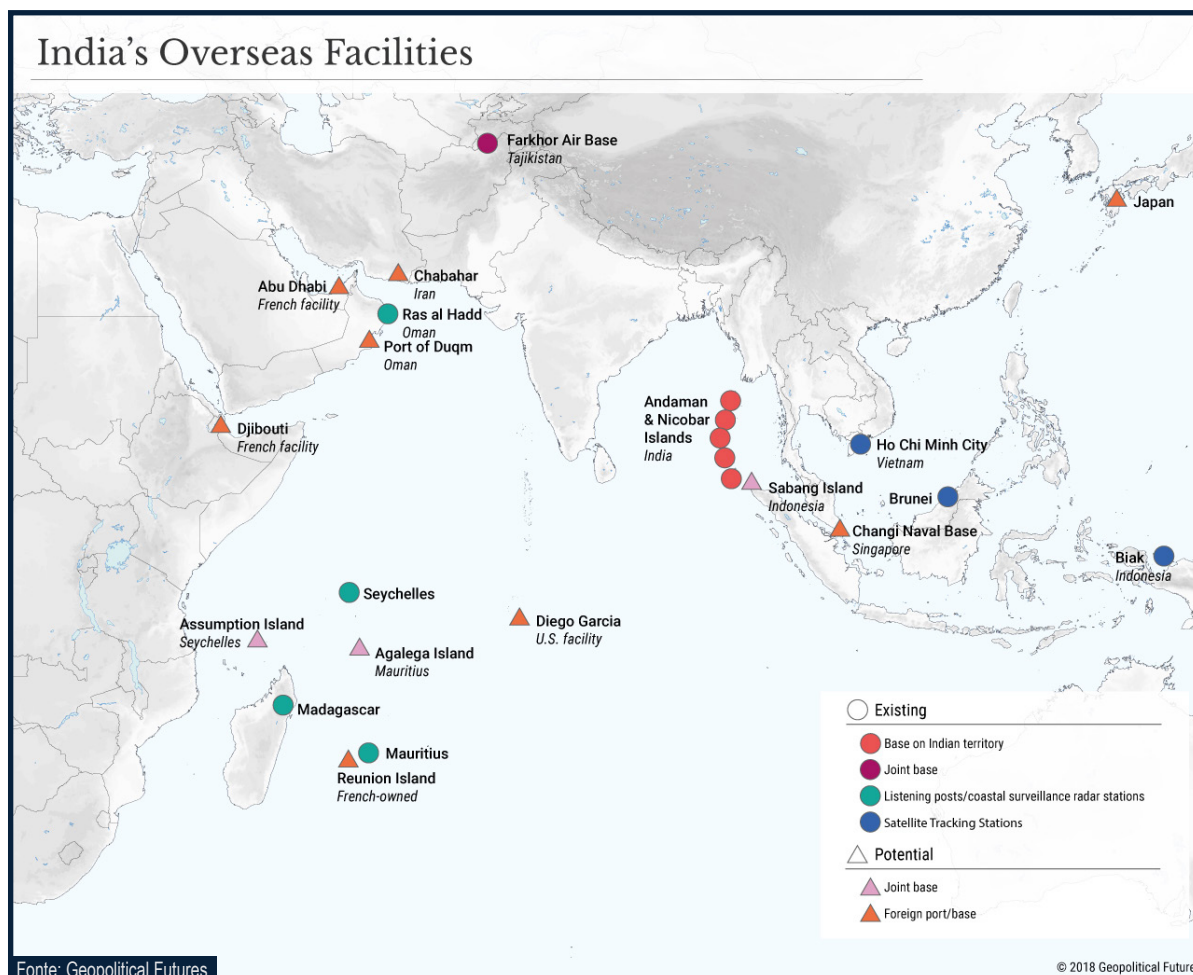 India's Overseas Facilities
Farkhor Air Base
Tajikistan
Japan
Chabahar
Iran
Abu Dhabi
French facility
Ras al Hadd
Oman
Port of Duqm
Oman
Andaman
& Nicobar
Islands
India
Djibouti
French facility
Ho Chi Minh City
Vietnam
Sabang Island
Indonesia
Brunei
Changi Naval Base
Singapore
Biak
Indonesia
Seychelles
Assumption Island
Seychelles
Diego Garcia
U.S. facility
Agalega Island
Mauritius
Madagascar
Mauritius
Reunion Island
French-owned
Existing
Base on Indian territory
Joint base
Listening posts/coastal surveillance radar stations
Satellite Tracking Stations
Potential
Joint base
Foreign port/base
Fonte: Geopolitical Futures
© 2018 Geopolitical Future